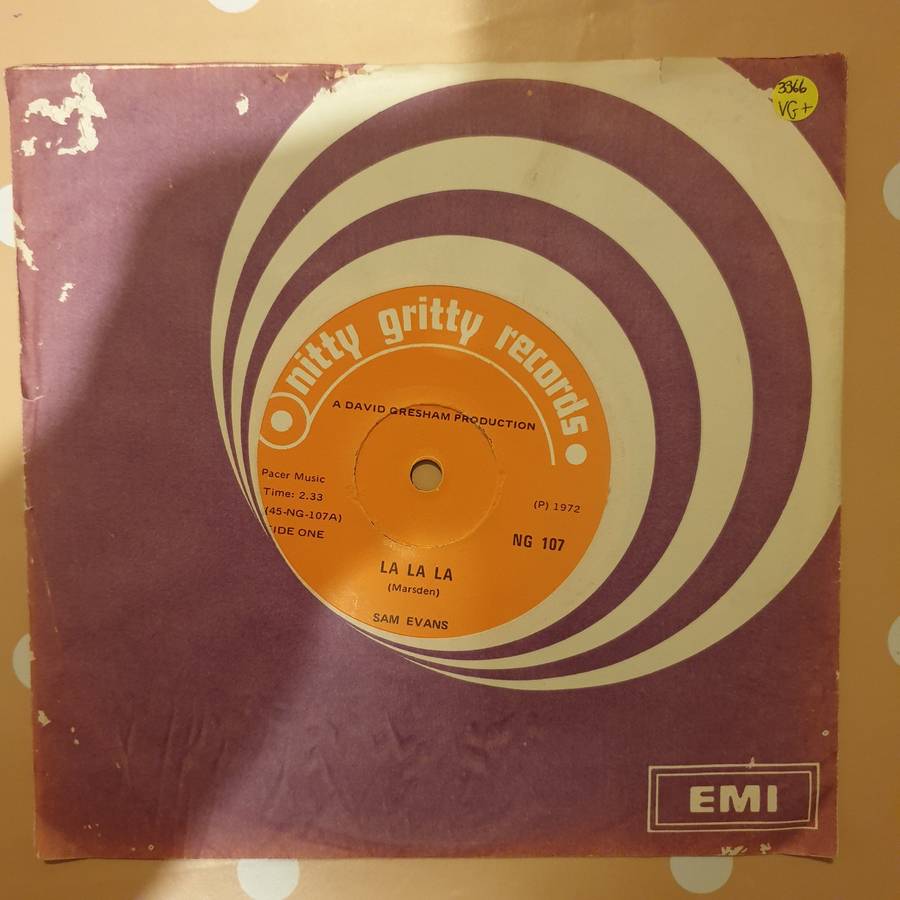 3366
VG+
nitty gritty records
A DAVID GRESHAM PRODUCTION
Pacer Music
Time: 2.33
(45-NG-107A)
SIDE ONE
(P) 1972
NG 107
LA LA LA
(Marsden)
SAM EVANS
EMI